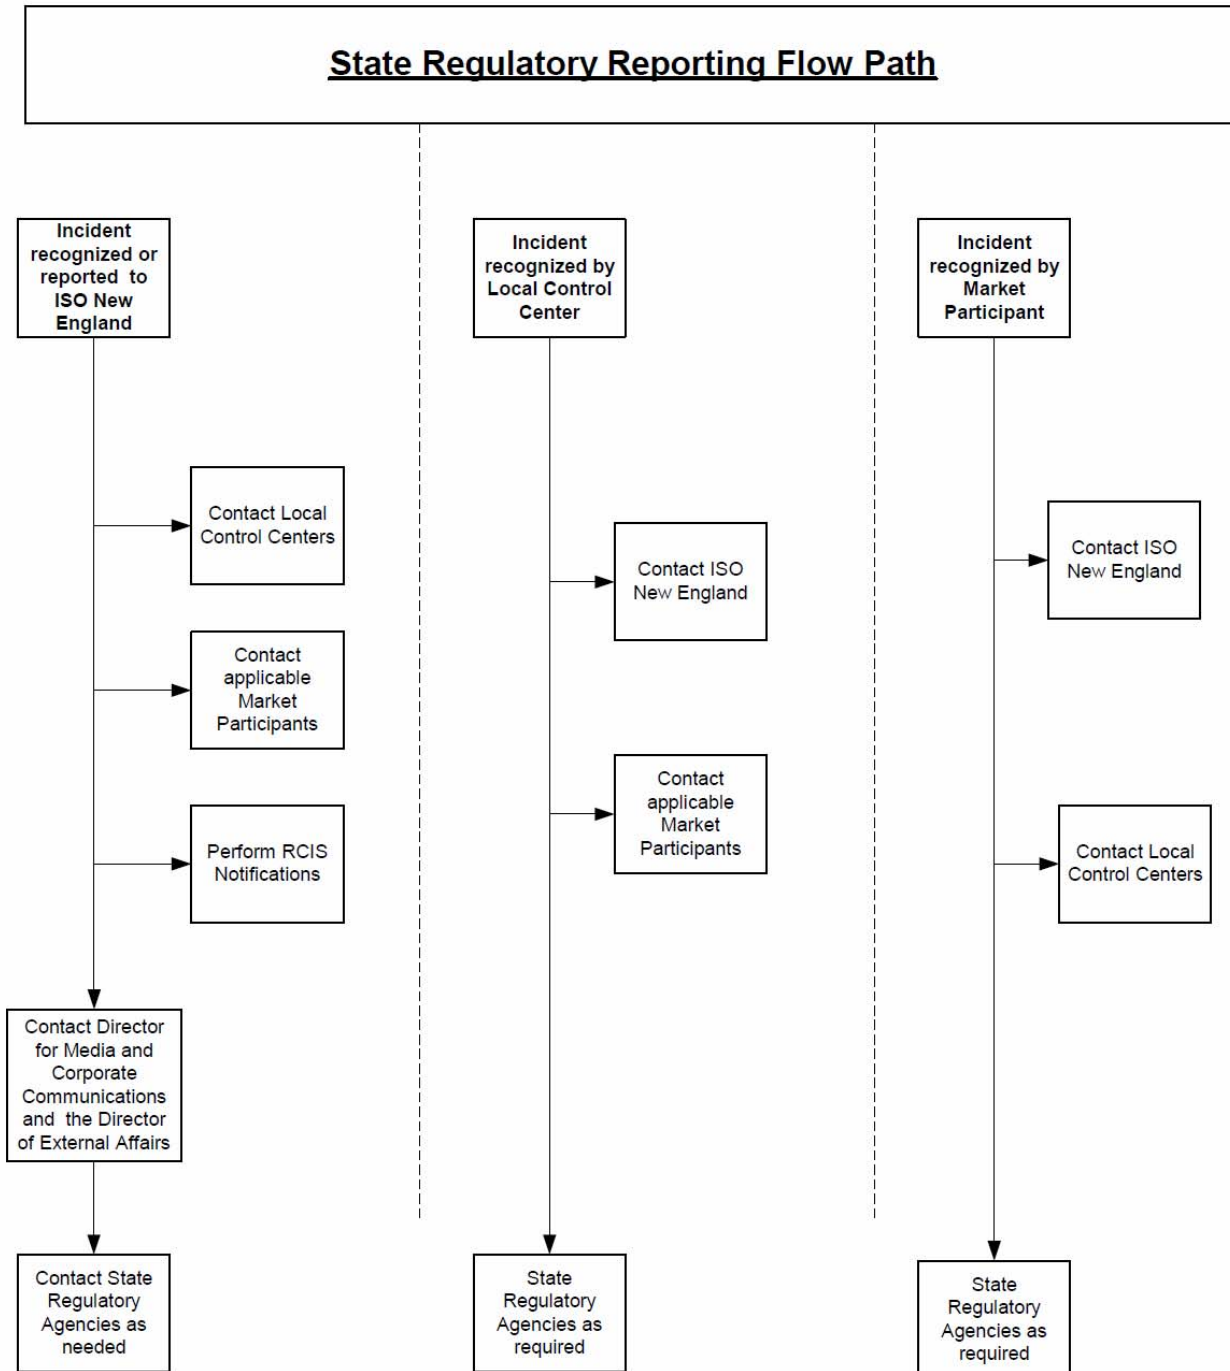 State Regulatory Reporting Flow Path
Incident
recognized or
reported to
ISO New
England
Contact Local
Control Centers
Contact
applicable
Market
Participants
Perform RCIS
Notifications
Contact Director
for Media and
Corporate
Communications
and the Director
of External Affairs
Contact State
Regulatory
Agencies as
needed
Incident
recognized by
Local Control
Center
Contact ISO
New England
Contact
applicable
Market
Participants
State
Regulatory
Agencies as
required
Incident
recognized by
Market
Participant
Contact ISO
New England
Contact Local
Control Centers
State
Regulatory
Agencies as
required